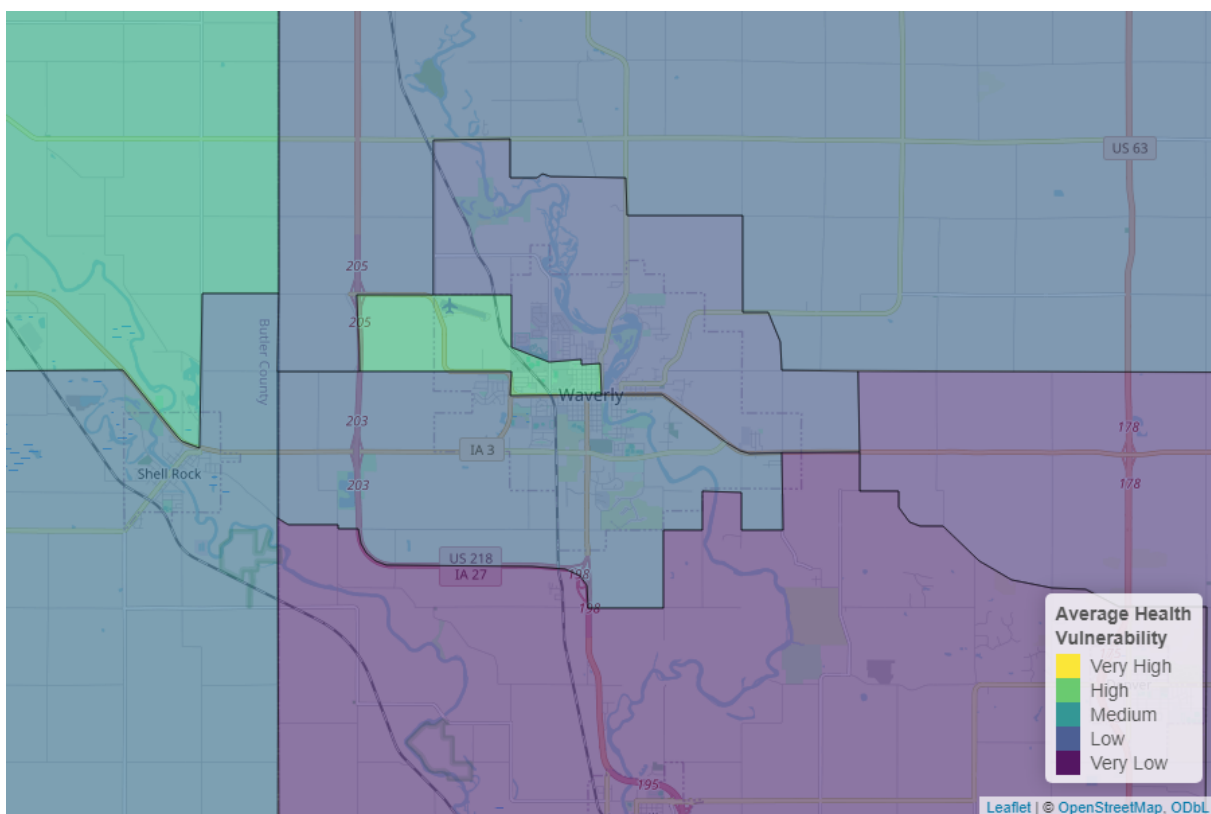 US 63
205
205
Butler County
Waverly
203
IA 3
178
Shell Rock
203
178
US 218
IA 27
198
198
195
Average Health
Vulnerability
Very High
High
Medium
Low
Very Low
Leaflet | © OpenStreetMap, ODbL